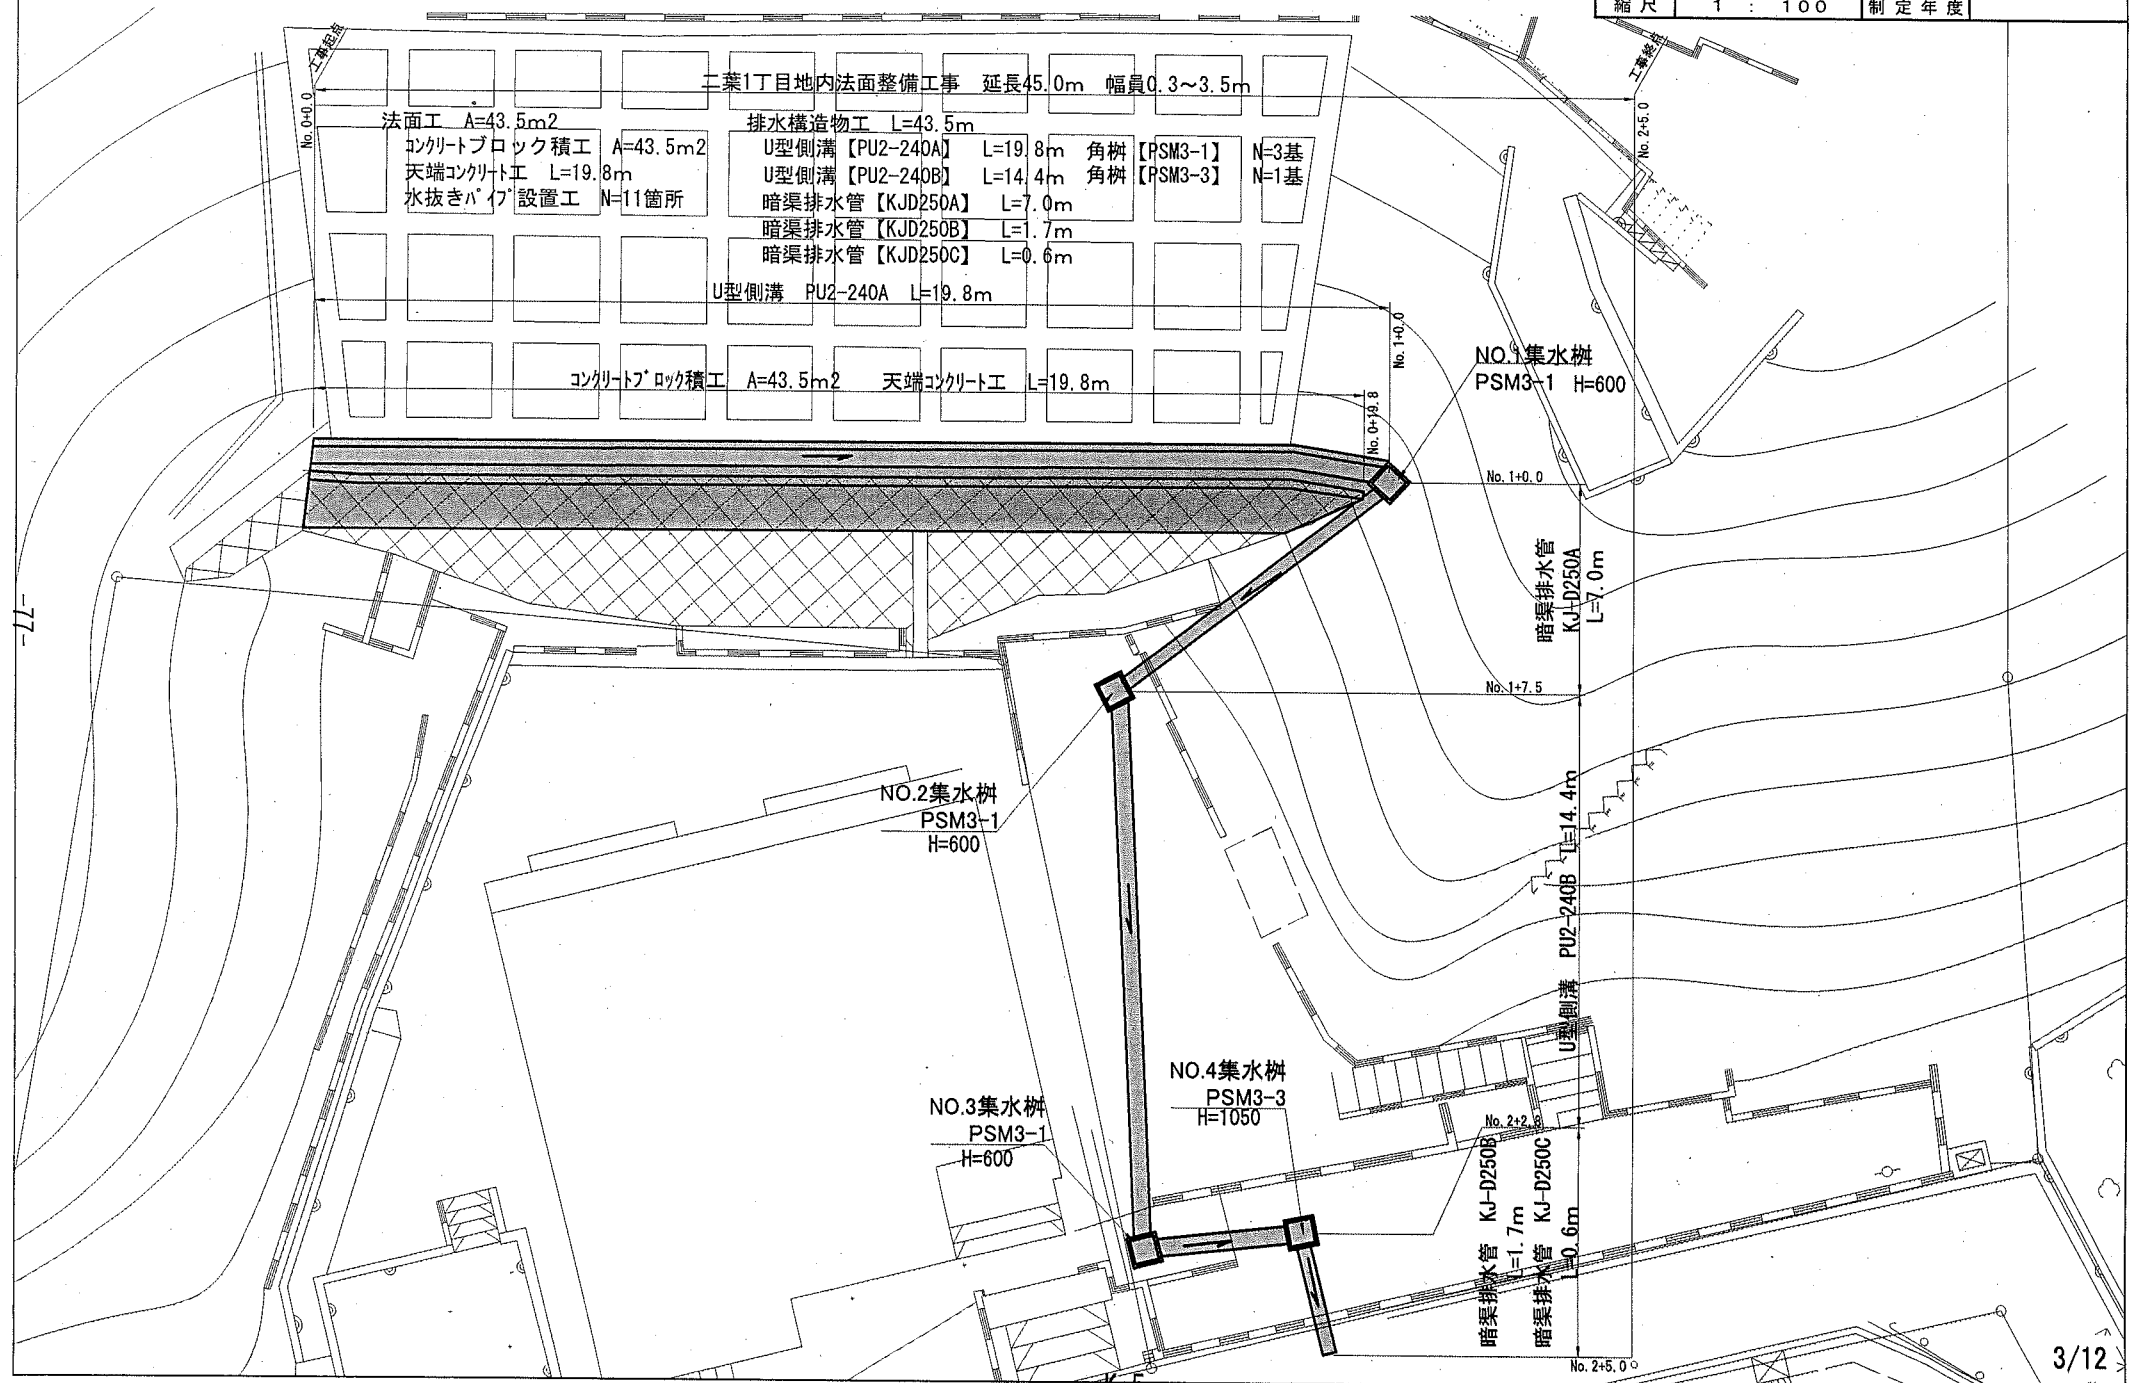 縮尺 1 : 100 制定年度
工事起点
工事終点
二葉1丁目地内法面整備工事 延長45.0m 幅員0.3~3.5m
No.0+0.0
No.2+5.0
法面工 A=43.5m2
コンクリートブロック積工 A=43.5m2
天端コンクリート工 L=19.8m
水抜きパイプ設置工 N=11箇所
排水構造物工 L=43.5m
U型側溝【PU2-240A】 L=19.8m 角桝【PSM3-1】 N=3基
U型側溝【PU2-240B】 L=14.4m 角桝【PSM3-3】 N=1基
暗渠排水管【KJD250A】 L=7.0m
暗渠排水管【KJD250B】 L=1.7m
暗渠排水管【KJD250C】 L=0.6m
U型側溝 PU2-240A L=19.8m
No.1+0.0
コンクリートブロック積工 A=43.5m2 天端コンクリート工 L=19.8m
No.0+19.8
NO.1集水桝
PSM3-1 H=600
No.1+0.0
暗渠排水管
KJ-D250A
L=7.0m
No.1+7.5
NO.2集水桝
PSM3-1
H=600
U型側溝 PU2-240B L=14.4m
NO.3集水桝
PSM3-1
H=600
NO.4集水桝
PSM3-3
H=1050
暗渠排水管 KJ-D250B
L=1.7m
暗渠排水管 KJ-D250C
L=0.6m
No.2+5.0
-77-
3/12